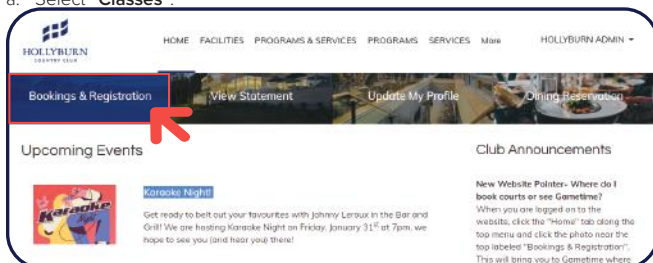 a. Select "Classes".
HOLLYBURN
COUNTRY CLUB
HOME FACILITIES PROGRAMS & SERVICES PROGRAMS SERVICES More HOLLYBURN ADMIN
Bookings & Registration View Statement Update My Profile Dining Reservation
Upcoming Events
Club Announcements
Karaoke
Karaoke Night!
Get ready to belt out your favourites with Johnny Leroux in the Bar and
Grill! We are hosting Karaoke Night on Friday, January 31st at 7pm, we
hope to see you (and hear you) there!
New Website Pointer- Where do I
book courts or see Gametime?
When you are logged on to the
website, click the "Home" tab along the
top menu and click the photo near the
top labeled "Bookings & Registration".
This will bring you to Gametime where